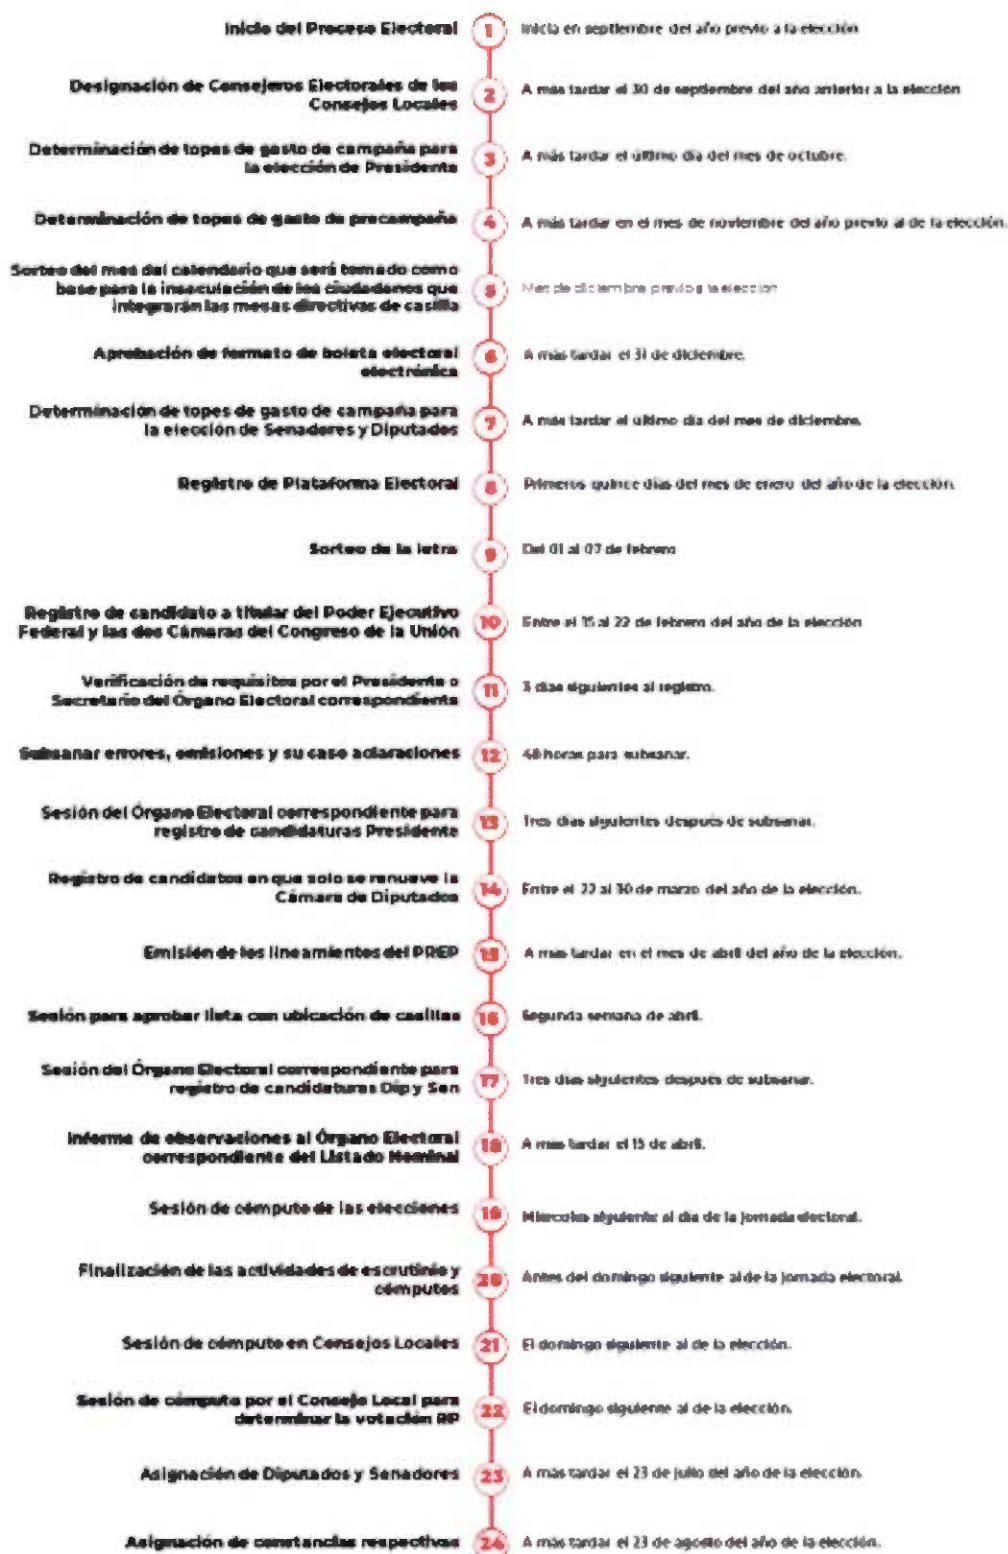 Inicio del Proceso Electoral
1
Inicia en septiembre del año previo a la elección
Designación de Consejeros Electorales de los
Consejos Locales
2
A más tardar el 30 de septiembre del año anterior a la elección
Determinación de topes de gasto de campaña para
la elección de Presidente
3
A más tardar el último día del mes de octubre.
Determinación de topes de gasto de precampaña
4
A más tardar en el mes de noviembre del año previo al de la elección.
Sorteo del mes del calendario que será tomado como
base para la insaculación de los ciudadanos que
integrarán las mesas directivas de casilla
5
Mes de diciembre previo a la elección
Aprobación de formato de boleta electoral
electrónica
6
A más tardar el 31 de diciembre.
Determinación de topes de gasto de campaña para
la elección de Senadores y Diputados
7
A más tardar el último día del mes de diciembre.
Registro de Plataforma Electoral
8
Primeros quince días del mes de enero del año de la elección.
Sorteo de la letra
9
Del 01 al 07 de febrero
Registro de candidato a titular del Poder Ejecutivo
Federal y las dos Cámaras del Congreso de la Unión
10
Entre el 15 al 22 de febrero del año de la elección
Verificación de requisitos por el Presidente o
Secretario del Órgano Electoral correspondiente
11
3 días siguientes al registro.
Subsanar errores, omisiones y su caso aclaraciones
12
48 horas para subsanar.
Sesión del Órgano Electoral correspondiente para
registro de candidaturas Presidente
13
Tres días siguientes después de subsanar.
Registro de candidatos en que solo se renueve la
Cámara de Diputados
14
Entre el 22 al 30 de marzo del año de la elección.
Emisión de los lineamientos del PREP
15
A más tardar en el mes de abril del año de la elección.
Sesión para aprobar lista con ubicación de casillas
16
Segunda semana de abril.
Sesión del Órgano Electoral correspondiente para
registro de candidaturas Dip y Sen
17
Tres días siguientes después de subsanar.
Informe de observaciones al Órgano Electoral
correspondiente del Listado Nominal
18
A más tardar el 15 de abril.
Sesión de cómputo de las elecciones
19
Miércoles siguiente al día de la jornada electoral.
Finalización de las actividades de escrutinio y
cómputos
20
Antes del domingo siguiente al de la jornada electoral.
Sesión de cómputo en Consejos Locales
21
El domingo siguiente al de la elección.
Sesión de cómputo por el Consejo Local para
determinar la votación RP
22
El domingo siguiente al de la elección.
Asignación de Diputados y Senadores
23
A más tardar el 23 de julio del año de la elección.
Asignación de constancias respectivas
24
A más tardar el 23 de agosto del año de la elección.